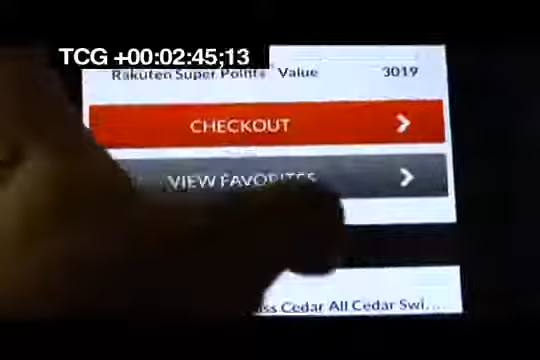 TCG +00:02:45;13
Rakuten Super Points Value 3019
CHECKOUT
VIEW FAVORITES
Cedar All Cedar Swi...